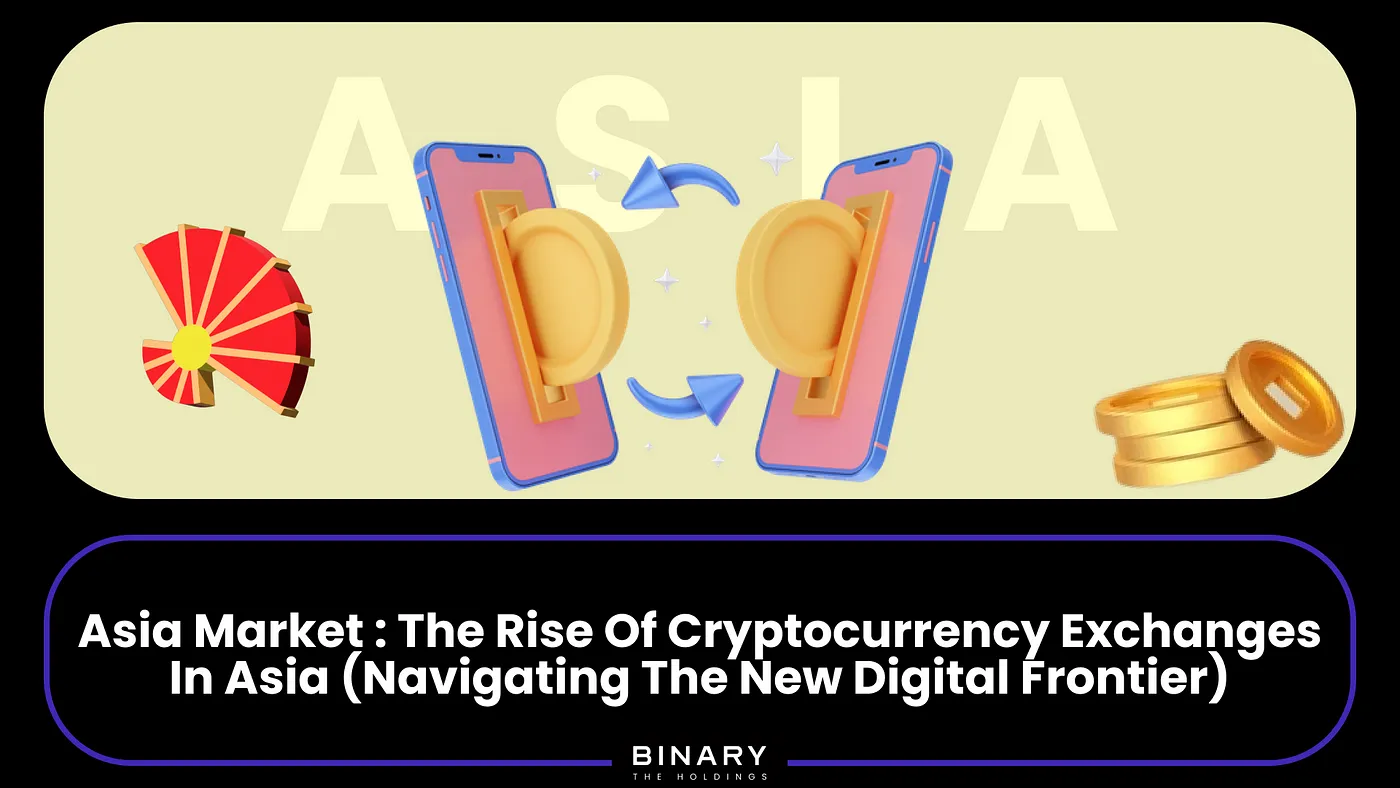 ASIA
Asia Market : The Rise Of Cryptocurrency Exchanges
In Asia (Navigating The New Digital Frontier)
BINARY
THE HOLDINGS